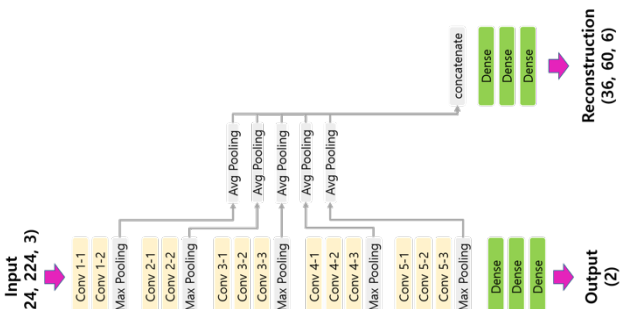 Input
24, 224, 3)
Conv 1-1
Conv 1-2
Max Pooling
Conv 2-1
Conv 2-2
Max Pooling
Conv 3-1
Conv 3-2
Conv 3-3
Max Pooling
Conv 4-1
Conv 4-2
Conv 4-3
Max Pooling
Conv 5-1
Conv 5-2
Conv 5-3
Max Pooling
Dense
Dense
Dense
Output
(2)
Avg Pooling
Avg Pooling
Avg Pooling
Avg Pooling
Avg Pooling
concatenate
Dense
Dense
Dense
Reconstruction
(36, 60, 6)